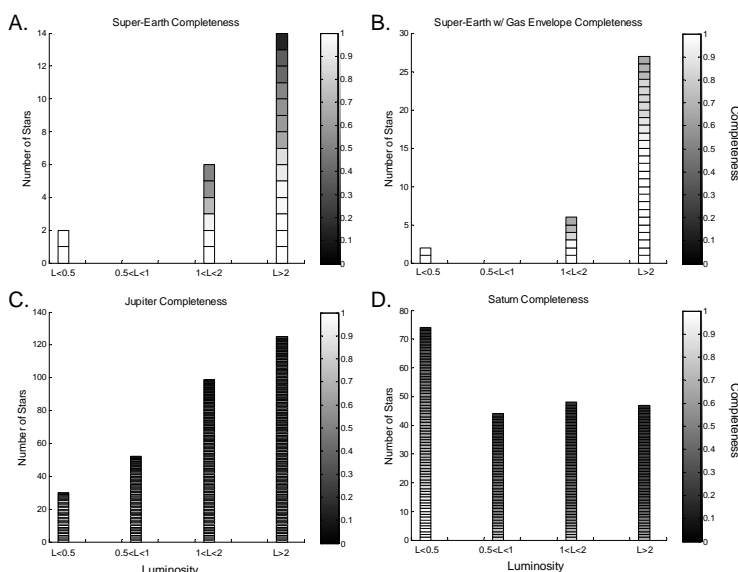 A.
Super-Earth Completeness
Number of Stars
14
12
10
8
6
4
2
0
L<0.5
0.5<L<1
1<L<2
L>2
1
0.9
0.8
0.7
0.6
0.5
0.4
0.3
0.2
0.1
0
B.
Super-Earth w/ Gas Envelope Completeness
Number of Stars
30
25
20
15
10
5
0
L<0.5
0.5<L<1
1<L<2
L>2
1
0.9
0.8
0.7
0.6
0.5
0.4
0.3
0.2
0.1
0
Completeness
C.
Jupiter Completeness
Number of Stars
140
120
100
80
60
40
20
0
L<0.5
0.5<L<1
1<L<2
L>2
Luminosity
1
0.9
0.8
0.7
0.6
0.5
0.4
0.3
0.2
0.1
0
D.
Saturn Completeness
Number of Stars
80
70
60
50
40
30
20
10
0
L<0.5
0.5<L<1
1<L<2
L>2
Luminosity
1
0.9
0.8
0.7
0.6
0.5
0.4
0.3
0.2
0.1
0
Completeness